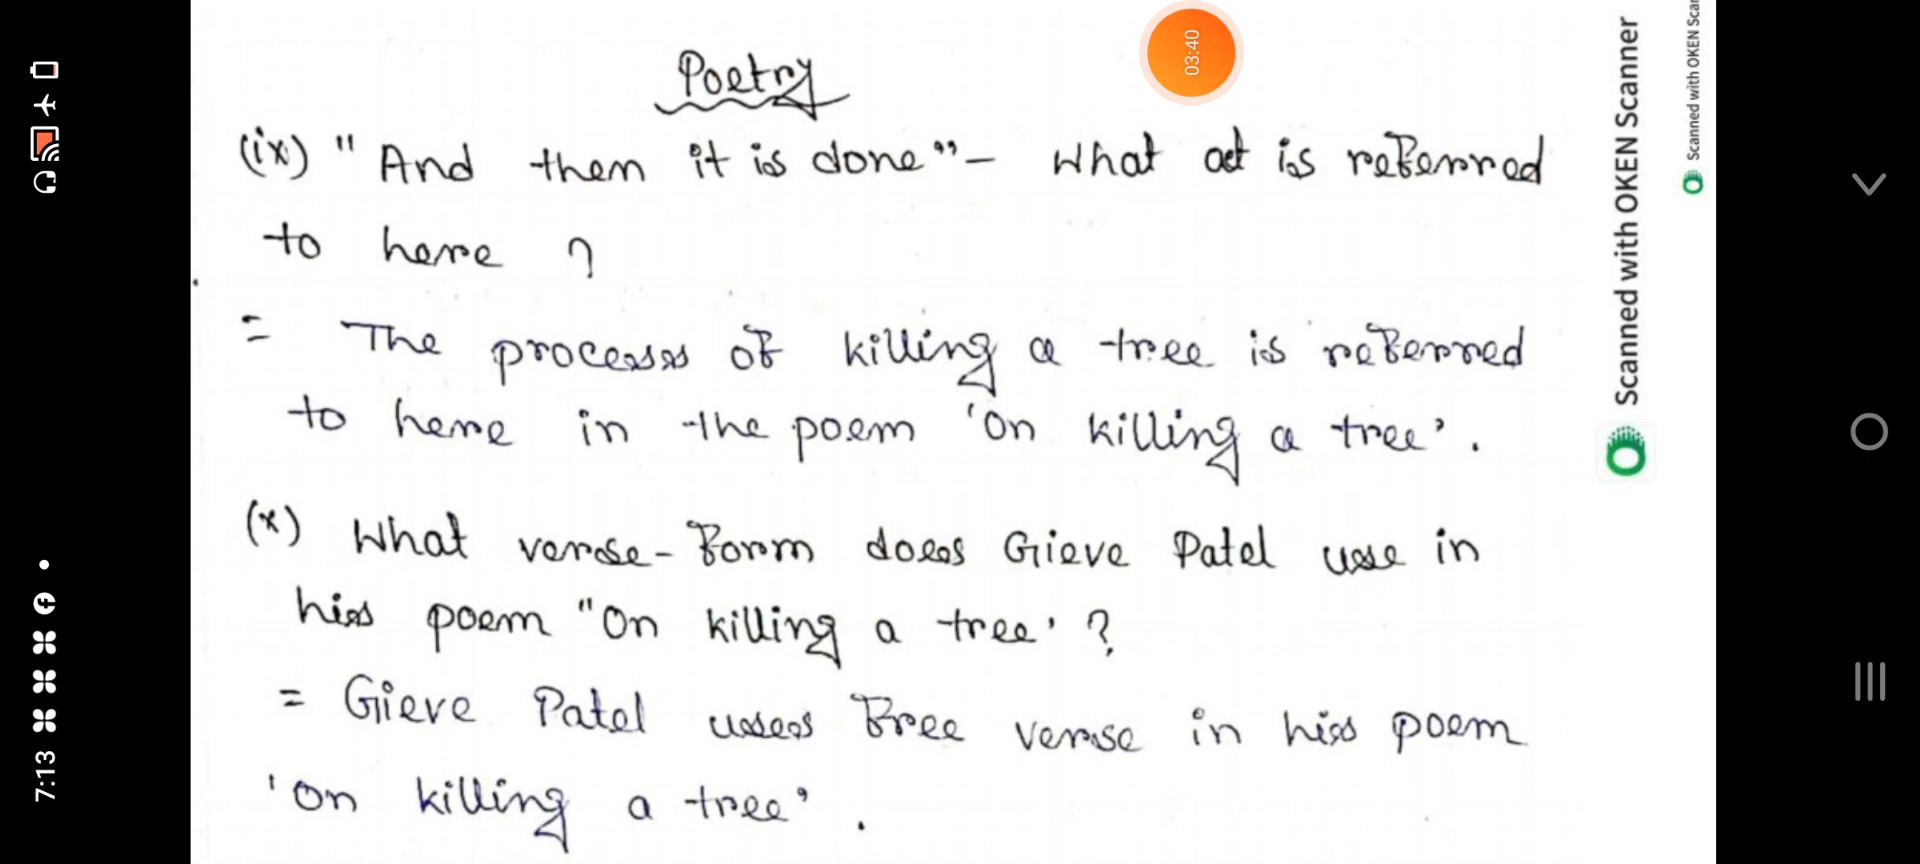 Poetry
03:40
(ix) "And then it is done"- What act is referred
to here ?
= The process of killing a tree is referred
to here in the poem 'On killing a tree'.
(x) What verse-form does Gieve Patel use in
his poem "On killing a tree' ?
= Gieve Patel uses free verse in his poem
'On killing a tree'.
Scanned with OKEN Scanner
Scanned with OKEN Scan
7:13